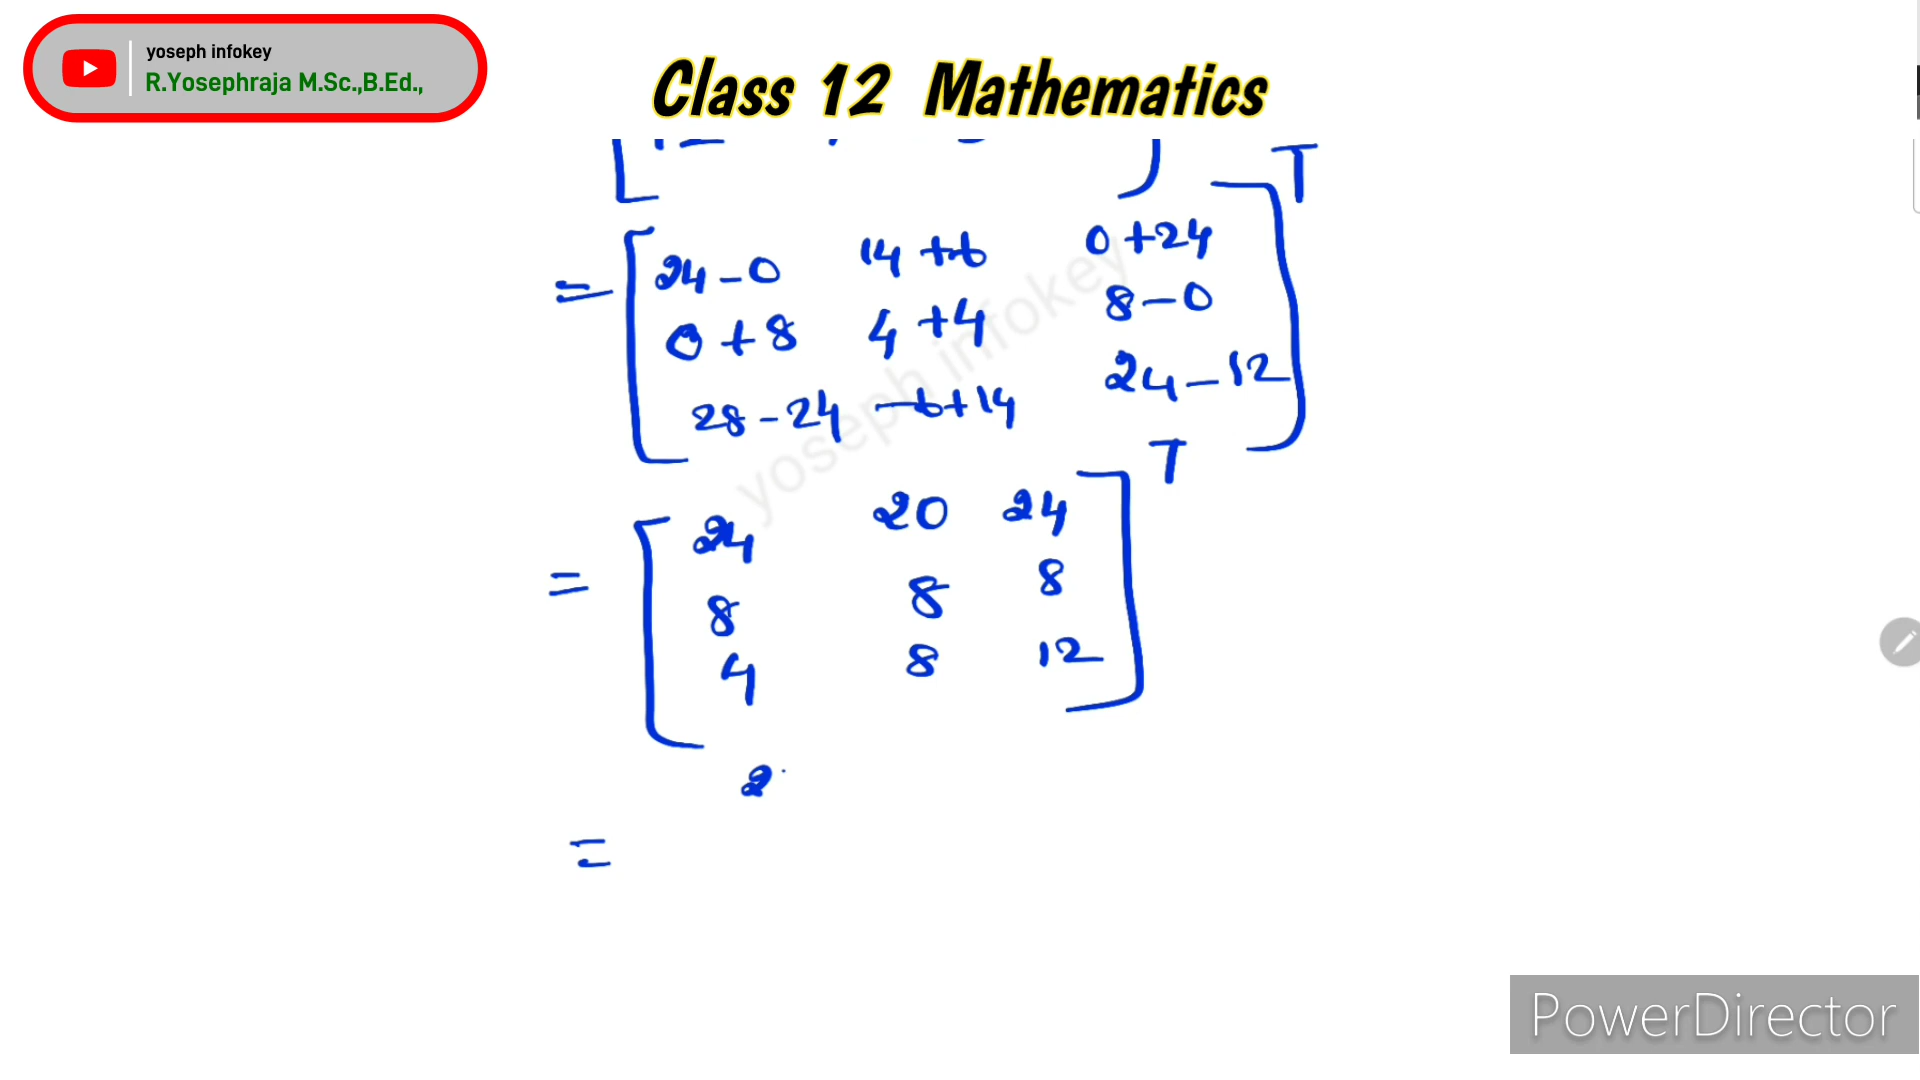 yoseph infokey
R.Yosephraja M.Sc.,B.Ed.,
Class 12 Mathematics
T
= [ 24-0 14+6 0+24
0+8 4+4 8-0
28-24 -6+14 24-12 ]
T
= [ 24 20 24
8 8 8
4 8 12 ]
2
=
yoseph infokey
PowerDirector